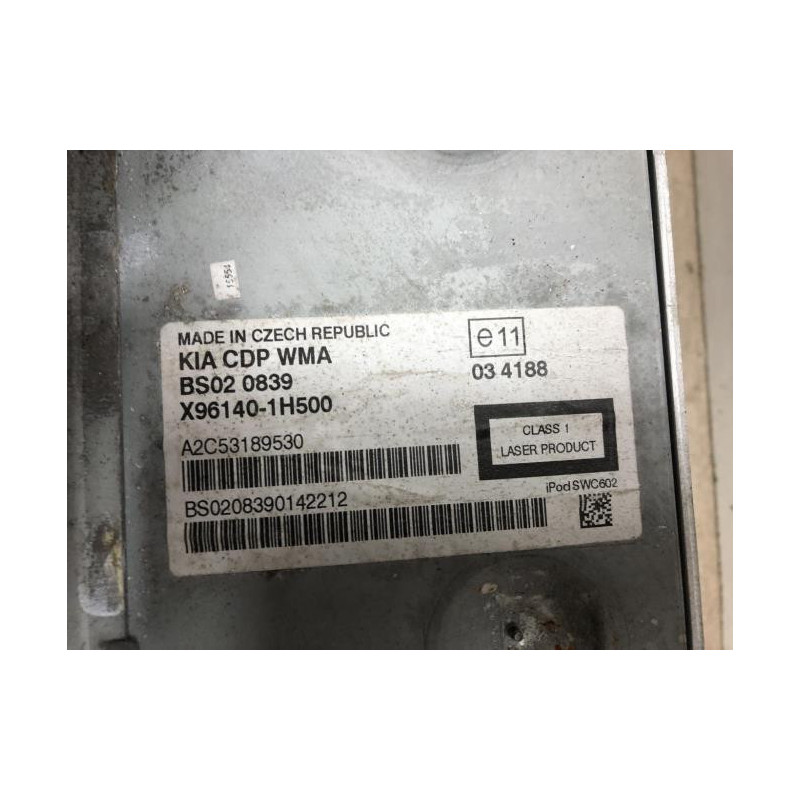 MADE IN CZECH REPUBLIC
KIA CDP WMA
BS02 0839
X96140-1H500
e11
03 4188
CLASS 1
LASER PRODUCT
A2C53189530
iPod SWC602
BS0208390142212